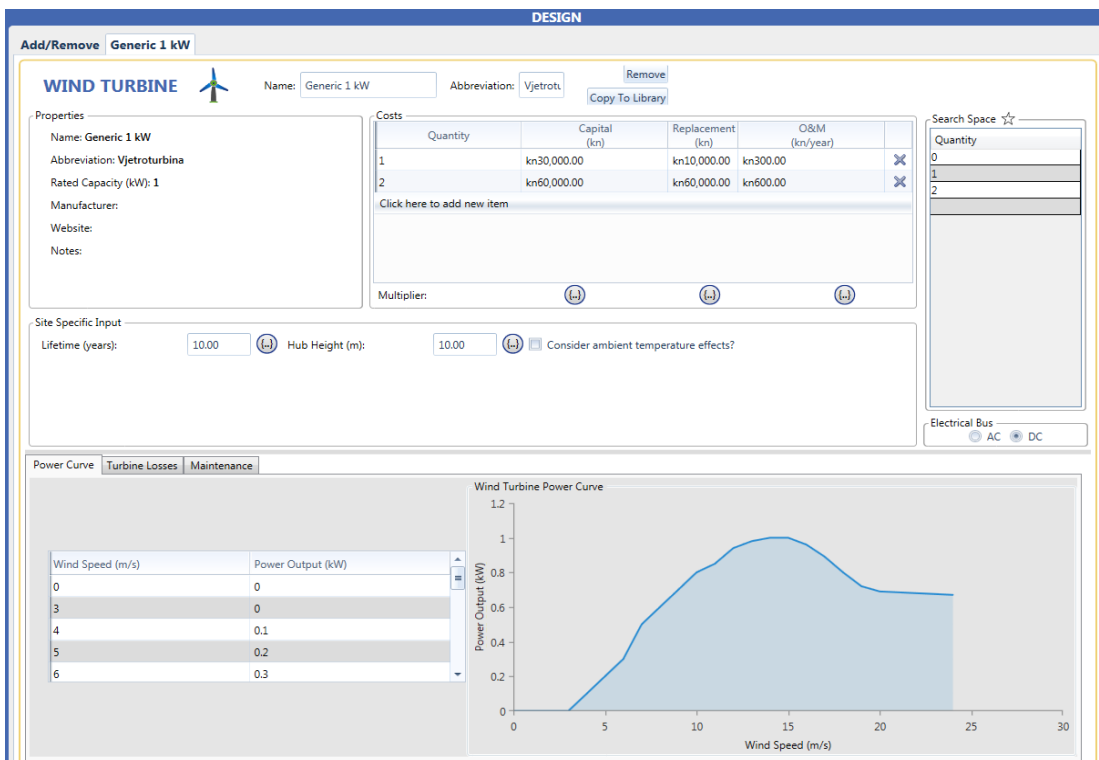 DESIGN
Add/Remove Generic 1 kW
WIND TURBINE
Name: Generic 1 kW
Abbreviation: Vjetrotu
Remove
Copy To Library
Properties
Name: Generic 1 kW
Abbreviation: Vjetroturbina
Rated Capacity (kW): 1
Manufacturer:
Website:
Notes:
Costs
Quantity Capital (kn) Replacement (kn) O&M (kn/year)
1 kn30,000.00 kn10,000.00 kn300.00
2 kn60,000.00 kn60,000.00 kn600.00
Click here to add new item
Multiplier: {..} {..} {..}
Search Space
Quantity
0
1
2
Site Specific Input
Lifetime (years): 10.00 {..} Hub Height (m): 10.00 {..} Consider ambient temperature effects?
Electrical Bus
AC DC
Power Curve Turbine Losses Maintenance
Wind Speed (m/s) Power Output (kW)
0 0
3 0
4 0.1
5 0.2
6 0.3
Wind Turbine Power Curve
Power Output (kW)
1.2
1
0.8
0.6
0.4
0.2
0
0 5 10 15 20 25 30
Wind Speed (m/s)